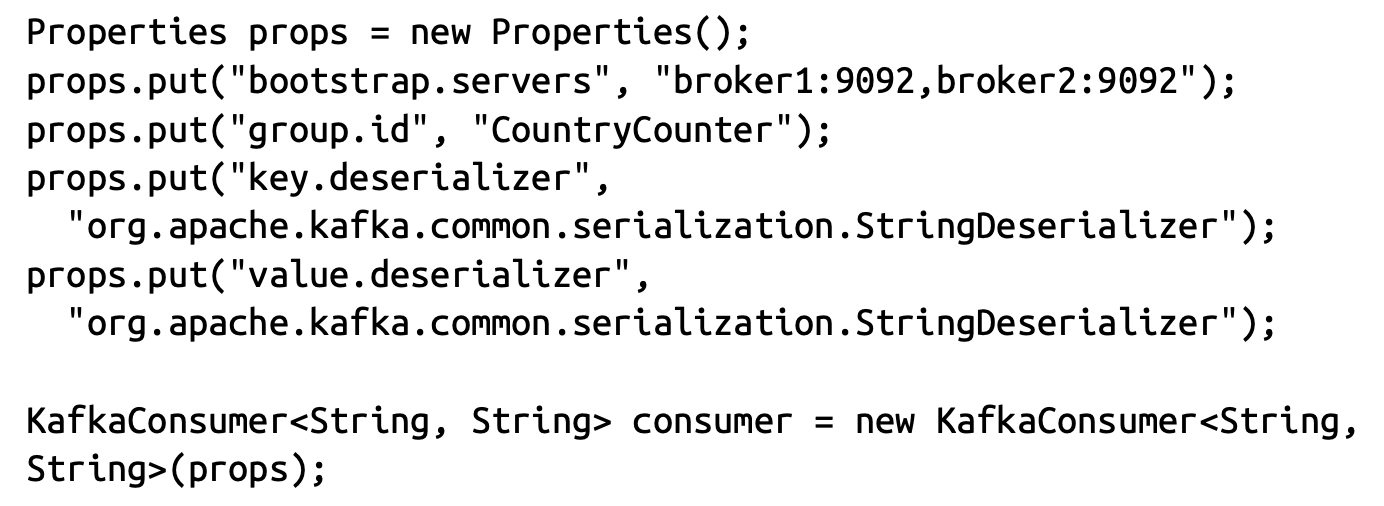 Properties props = new Properties();
props.put("bootstrap.servers", "broker1:9092,broker2:9092");
props.put("group.id", "CountryCounter");
props.put("key.deserializer",
  "org.apache.kafka.common.serialization.StringDeserializer");
props.put("value.deserializer",
  "org.apache.kafka.common.serialization.StringDeserializer");

KafkaConsumer<String, String> consumer = new KafkaConsumer<String,
String>(props);